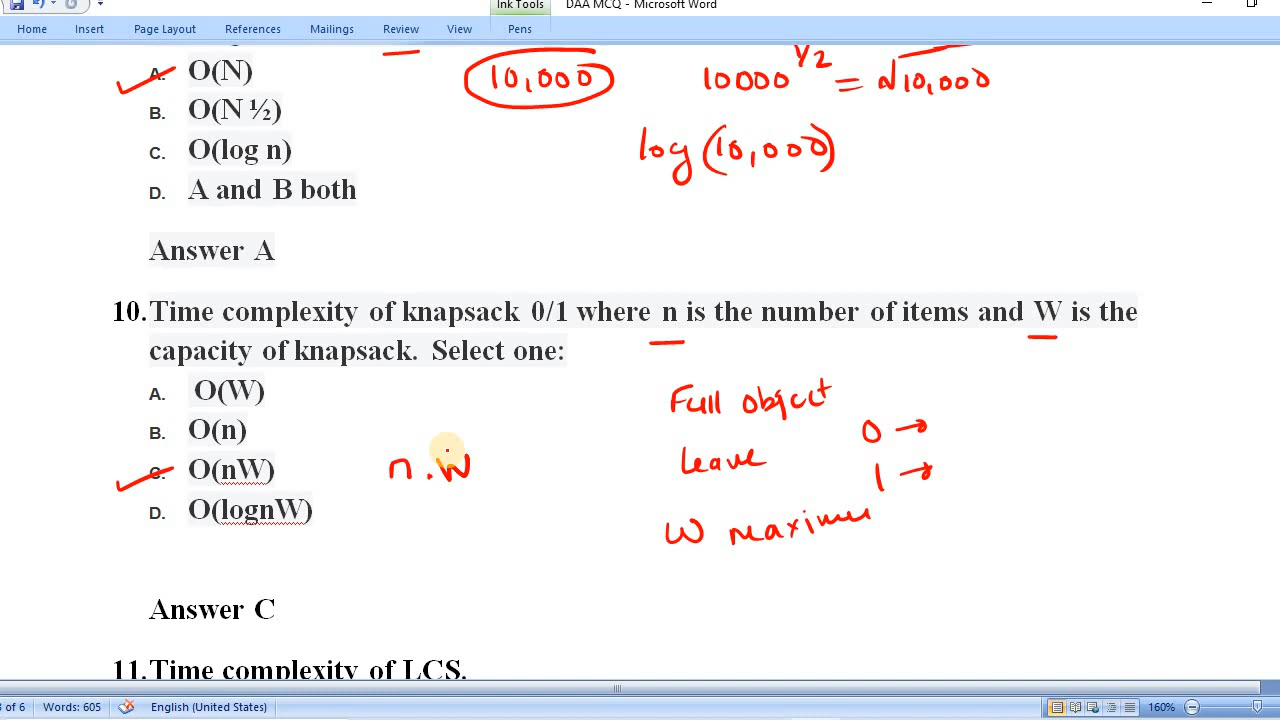 Ink Tools
DAA MCQ - Microsoft Word
Home Insert Page Layout References Mailings Review View Pens
A. O(N)
10,000
10000^1/2 = √10,000
B. O(N ½)
C. O(log n)
log (10,000)
D. A and B both
Answer A
10. Time complexity of knapsack 0/1 where n is the number of items and W is the
capacity of knapsack. Select one:
A. O(W)
Full object
B. O(n)
0 →
C. O(nW)
n.W
leave
1 →
D. O(lognW)
W maximum
Answer C
11. Time complexity of LCS.
of 6 Words: 605 English (United States) 160%